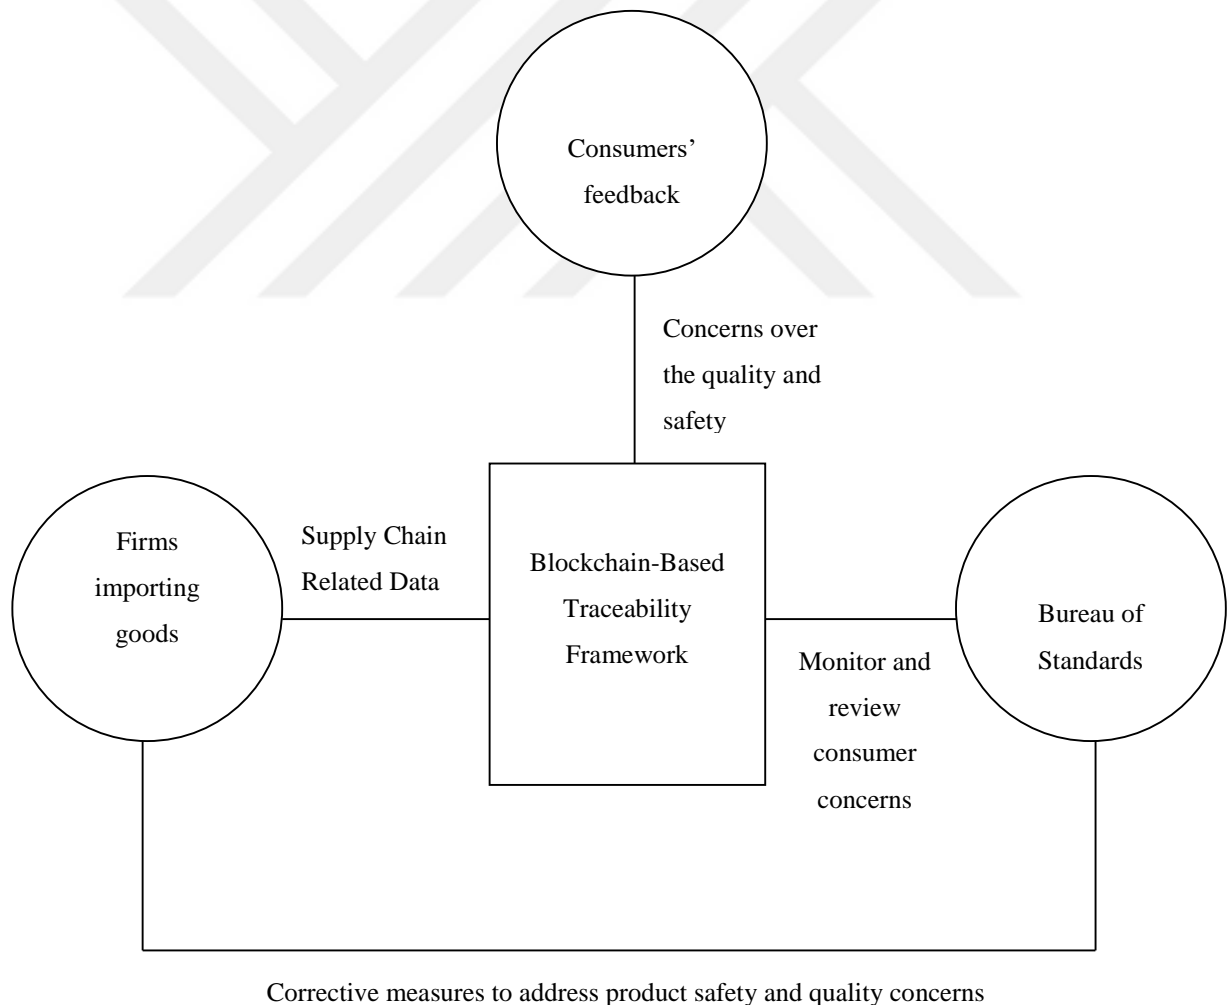 Consumers’
feedback
Concerns over
the quality and
safety
Firms
importing
goods
Supply Chain
Related Data
Blockchain-Based
Traceability
Framework
Bureau of
Standards
Monitor and
review
consumer
concerns
Corrective measures to address product safety and quality concerns